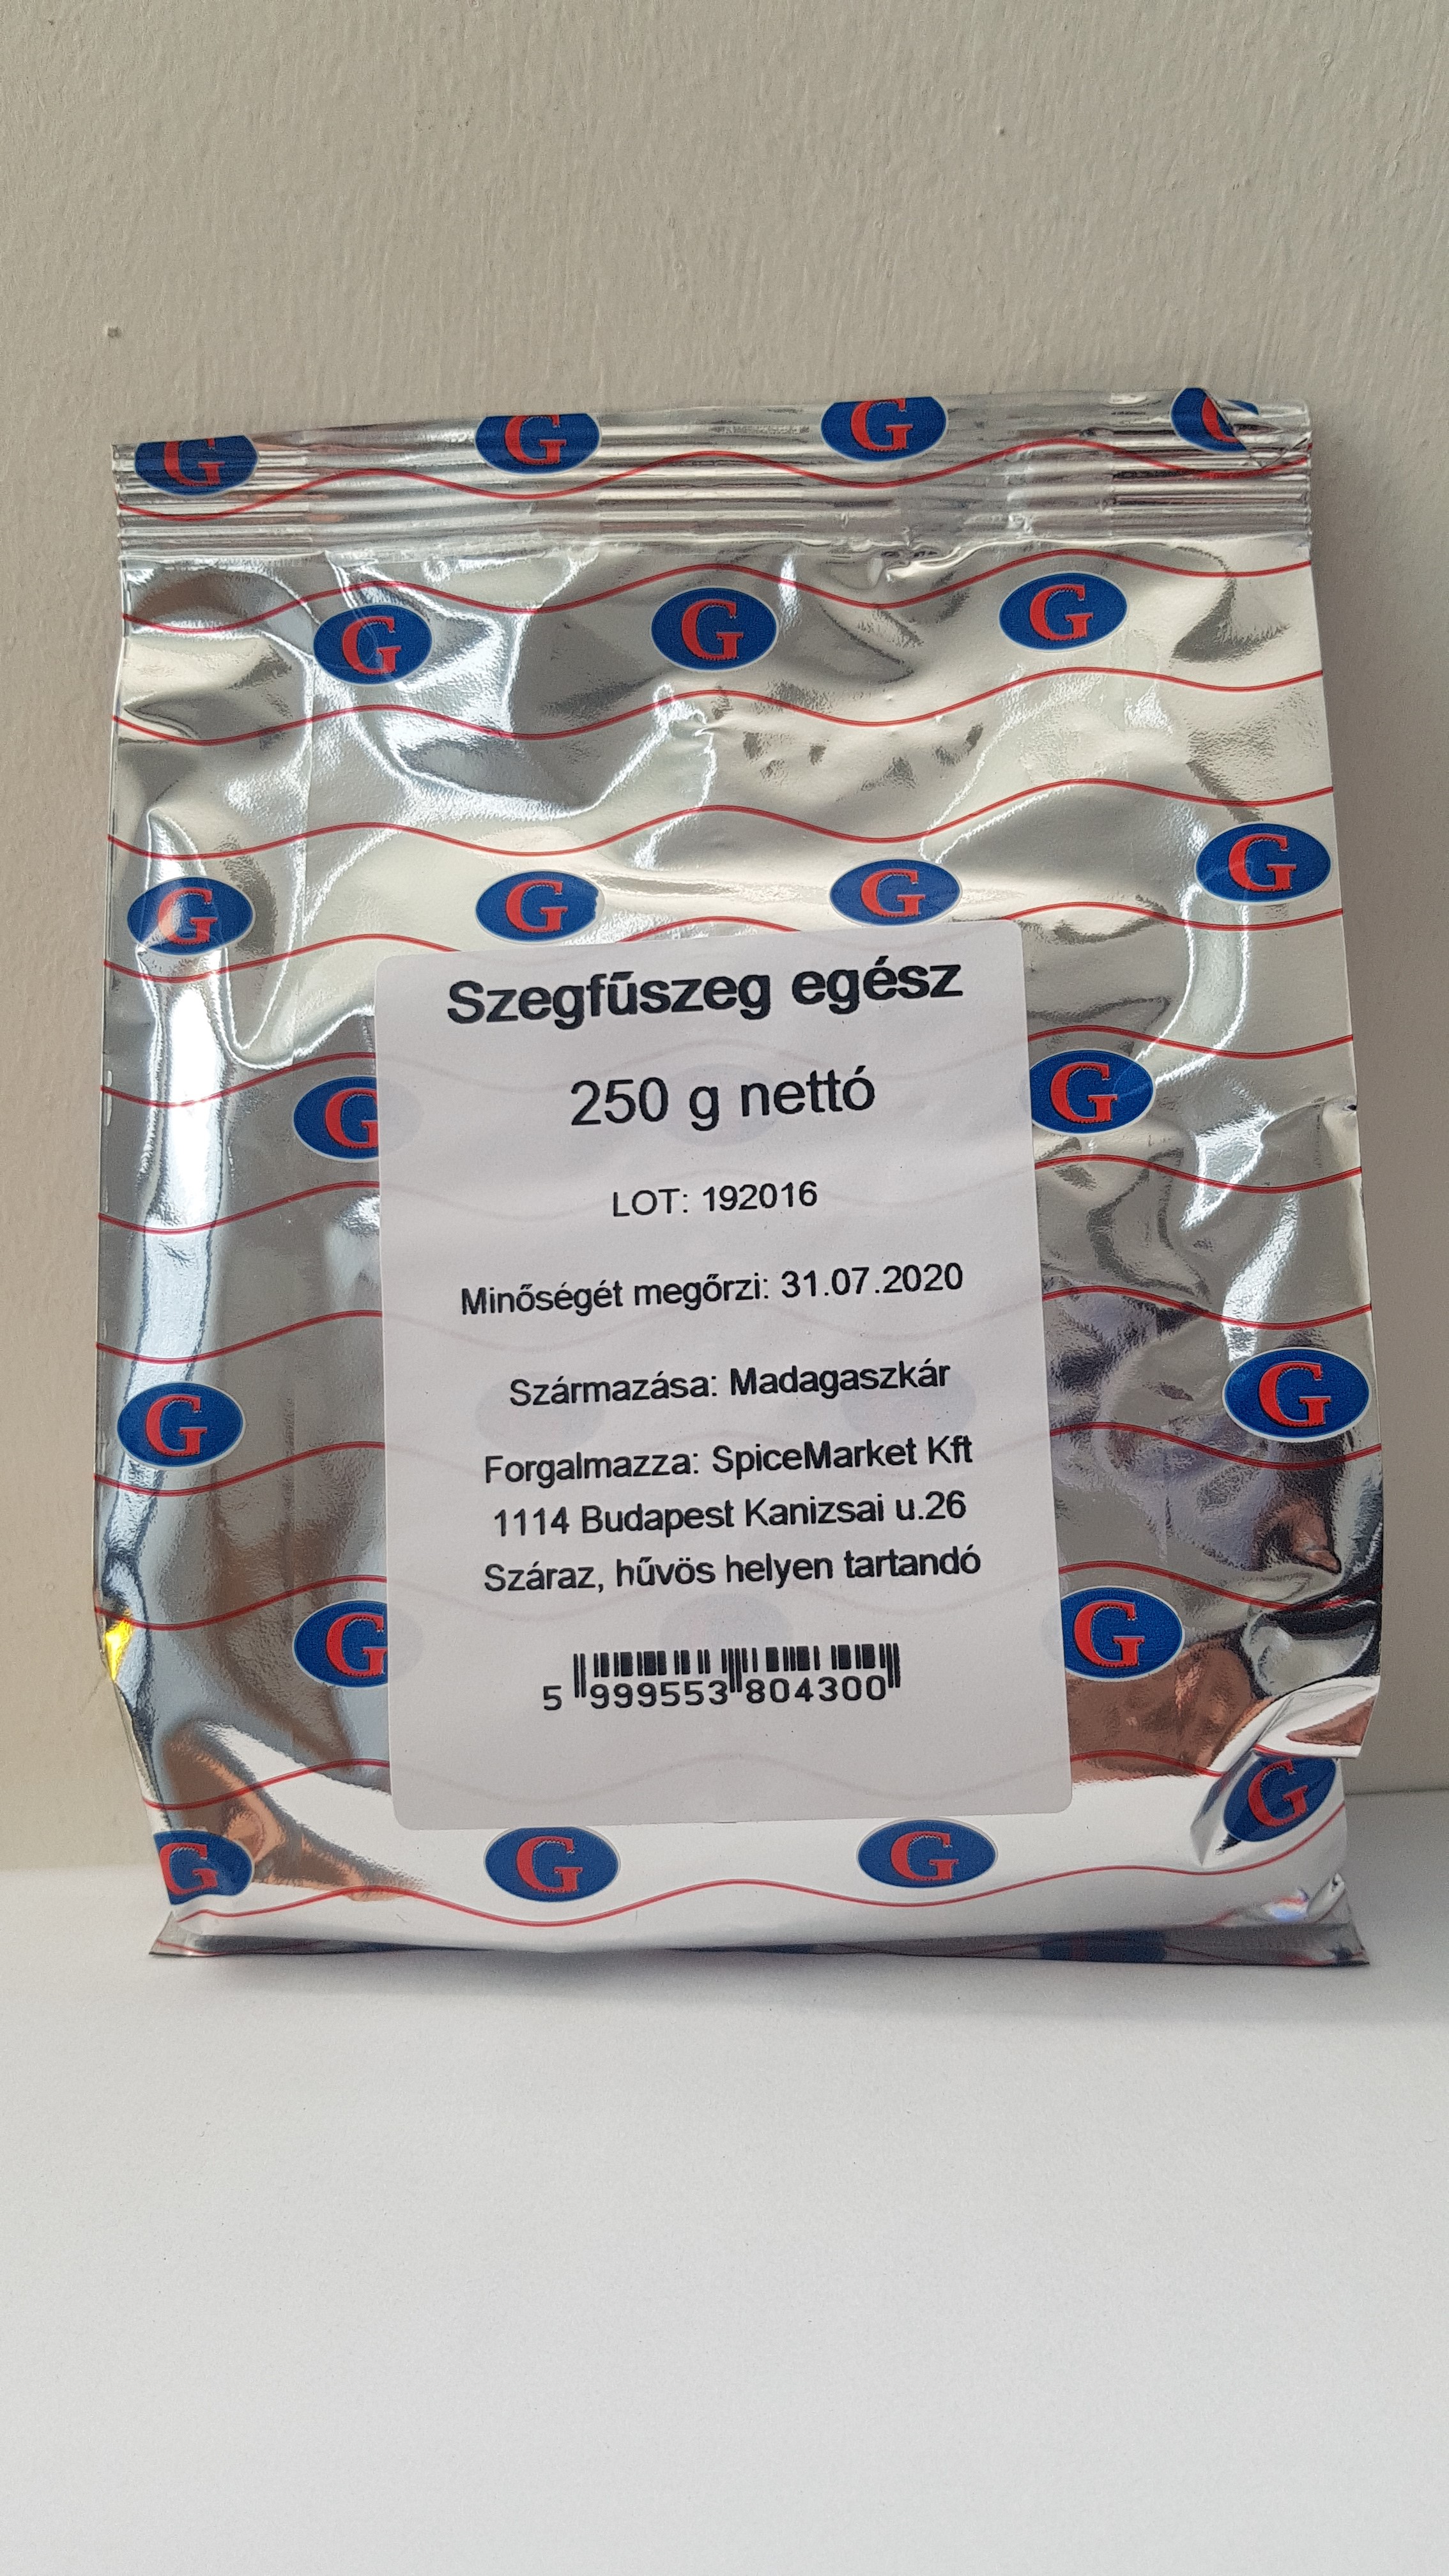 G G G G
G G G
G G G G
Szegfűszeg egész
250 g nettó
G G
LOT: 192016
Minőségét megőrzi: 31.07.2020
Származása: Madagaszkár
G G
Forgalmazza: SpiceMarket Kft
1114 Budapest Kanizsai u.26
Száraz, hűvös helyen tartandó
G G
5 999553 804300
G G G G